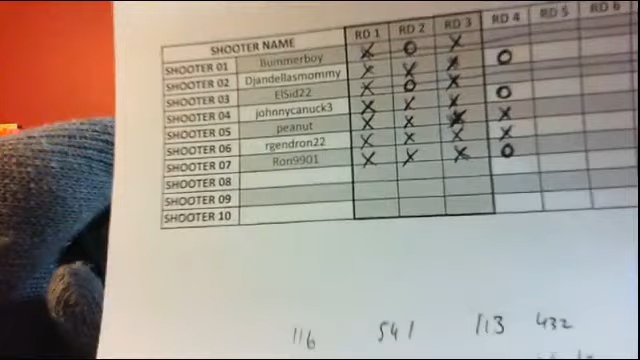 SHOOTER NAME RD 1 RD 2 RD 3 RD 4 RD 5 RD 6
SHOOTER 01 Bummerboy X O X
SHOOTER 02 Djandellasmommy X X X O
SHOOTER 03 ElSid22 X O X
SHOOTER 04 johnnycanuck3 X X X O
SHOOTER 05 peanut X X X X
SHOOTER 06 rgendron22 X X X X
SHOOTER 07 Ron9901 X X X O
SHOOTER 08
SHOOTER 09
SHOOTER 10
116 541 113 432